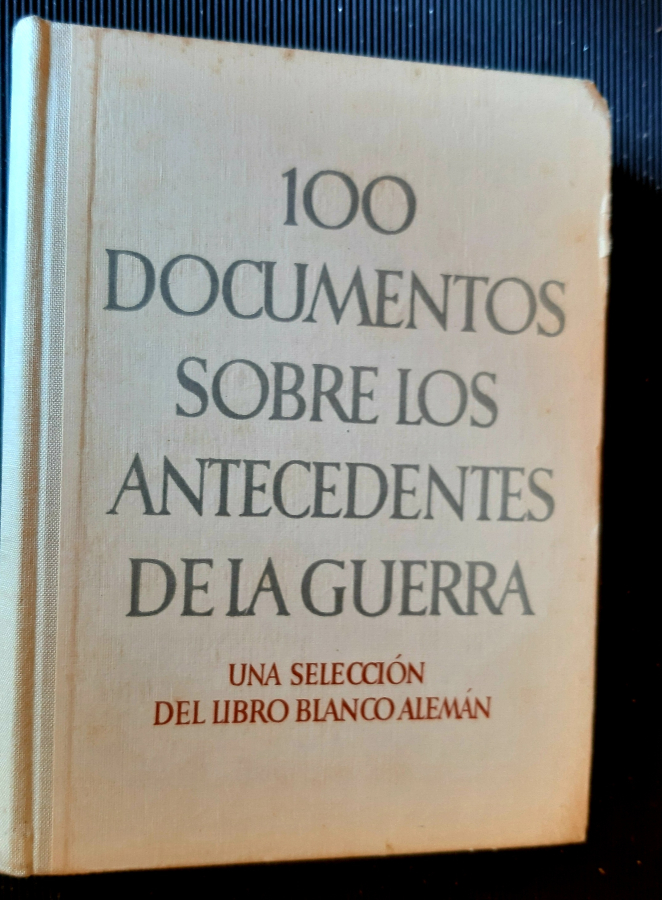 100
DOCUMENTOS
SOBRE LOS
ANTECEDENTES
DE LA GUERRA
UNA SELECCIÓN
DEL LIBRO BLANCO ALEMÁN